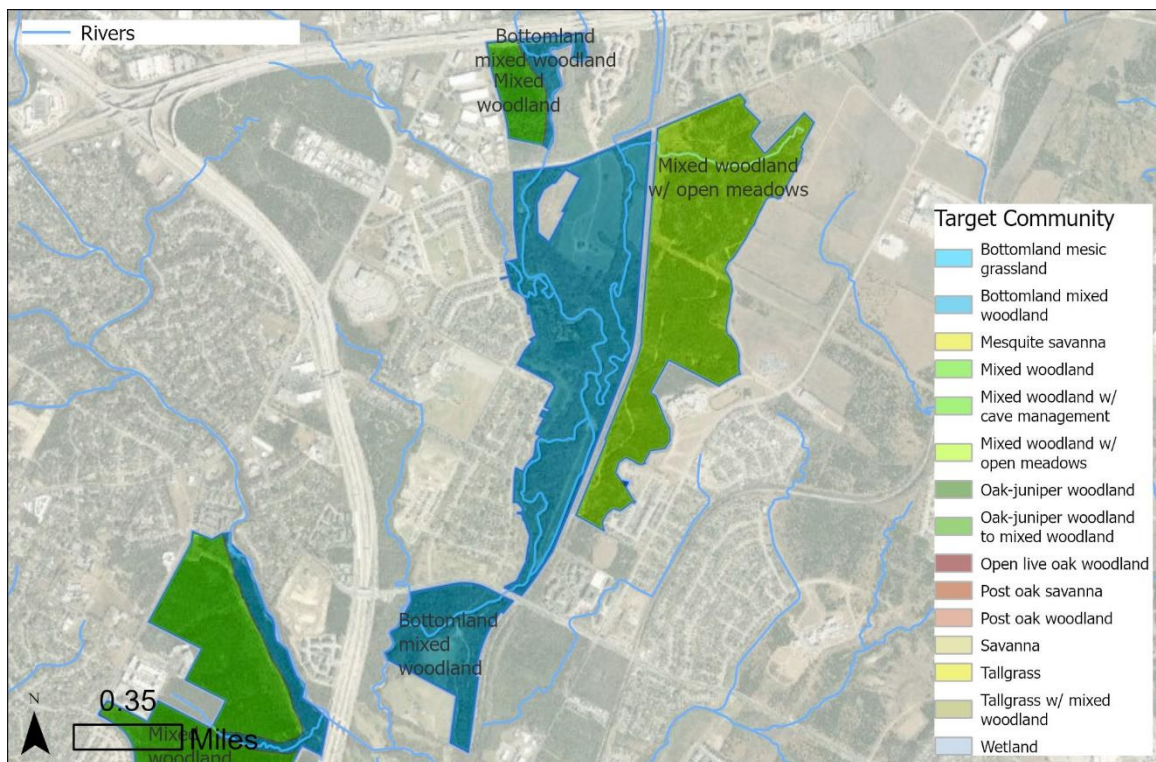 Rivers
Bottomland
mixed woodland
Mixed
woodland
Mixed woodland
w/ open meadows
Bottomland
mixed
woodland
Mixed
woodland
N
0.35
Miles
Target Community
Bottomland mesic
grassland
Bottomland mixed
woodland
Mesquite savanna
Mixed woodland
Mixed woodland w/
cave management
Mixed woodland w/
open meadows
Oak-juniper woodland
Oak-juniper woodland
to mixed woodland
Open live oak woodland
Post oak savanna
Post oak woodland
Savanna
Tallgrass
Tallgrass w/ mixed
woodland
Wetland